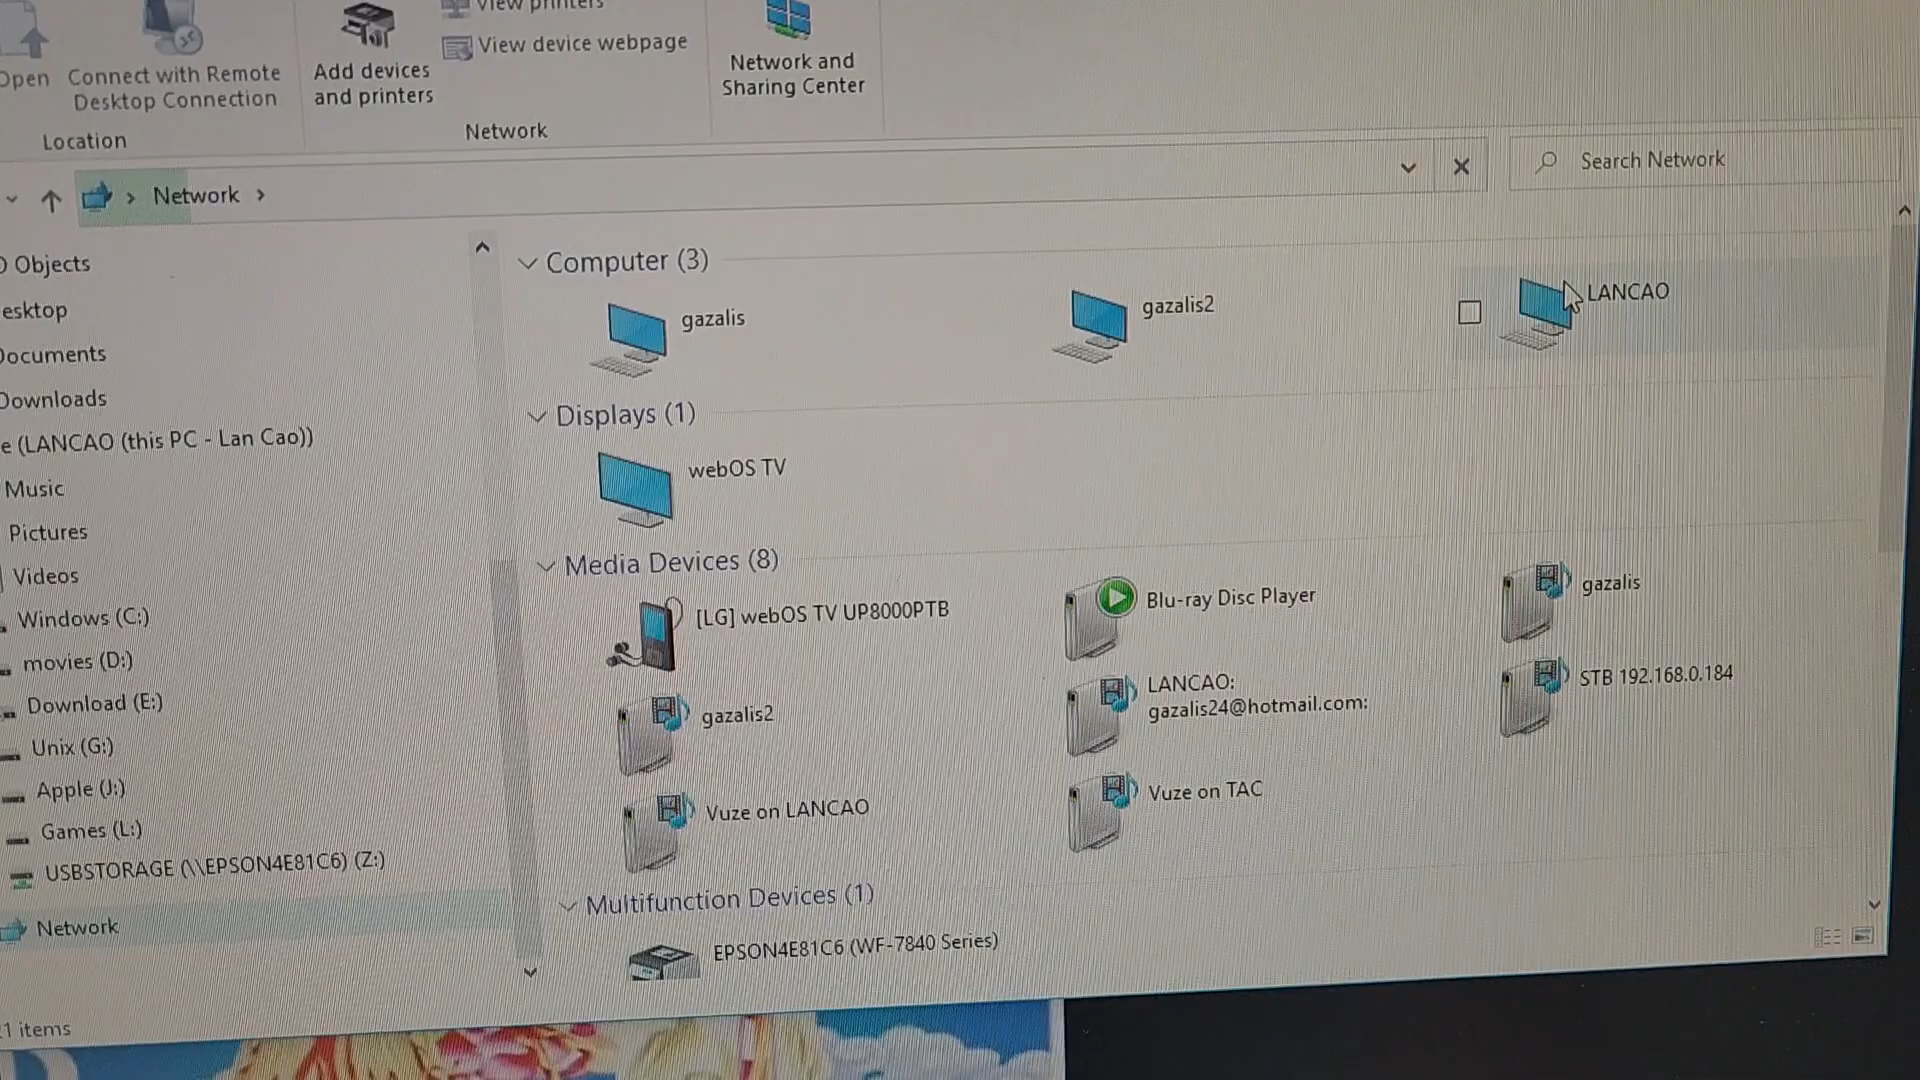 View printers
View device webpage
Open
Connect with Remote
Desktop Connection
Add devices
and printers
Network and
Sharing Center
Location
Network
Network
Search Network
Objects
esktop
Documents
Downloads
e (LANCAO (this PC - Lan Cao))
Music
Pictures
Videos
Windows (C:)
movies (D:)
Download (E:)
Unix (G:)
Apple (J:)
Games (L:)
USBSTORAGE (\\EPSON4E81C6) (Z:)
Network
1 items
Computer (3)
gazalis
gazalis2
LANCAO
Displays (1)
webOS TV
Media Devices (8)
[LG] webOS TV UP8000PTB
Blu-ray Disc Player
gazalis
gazalis2
LANCAO:
gazalis24@hotmail.com:
STB 192.168.0.184
Vuze on LANCAO
Vuze on TAC
Multifunction Devices (1)
EPSON4E81C6 (WF-7840 Series)